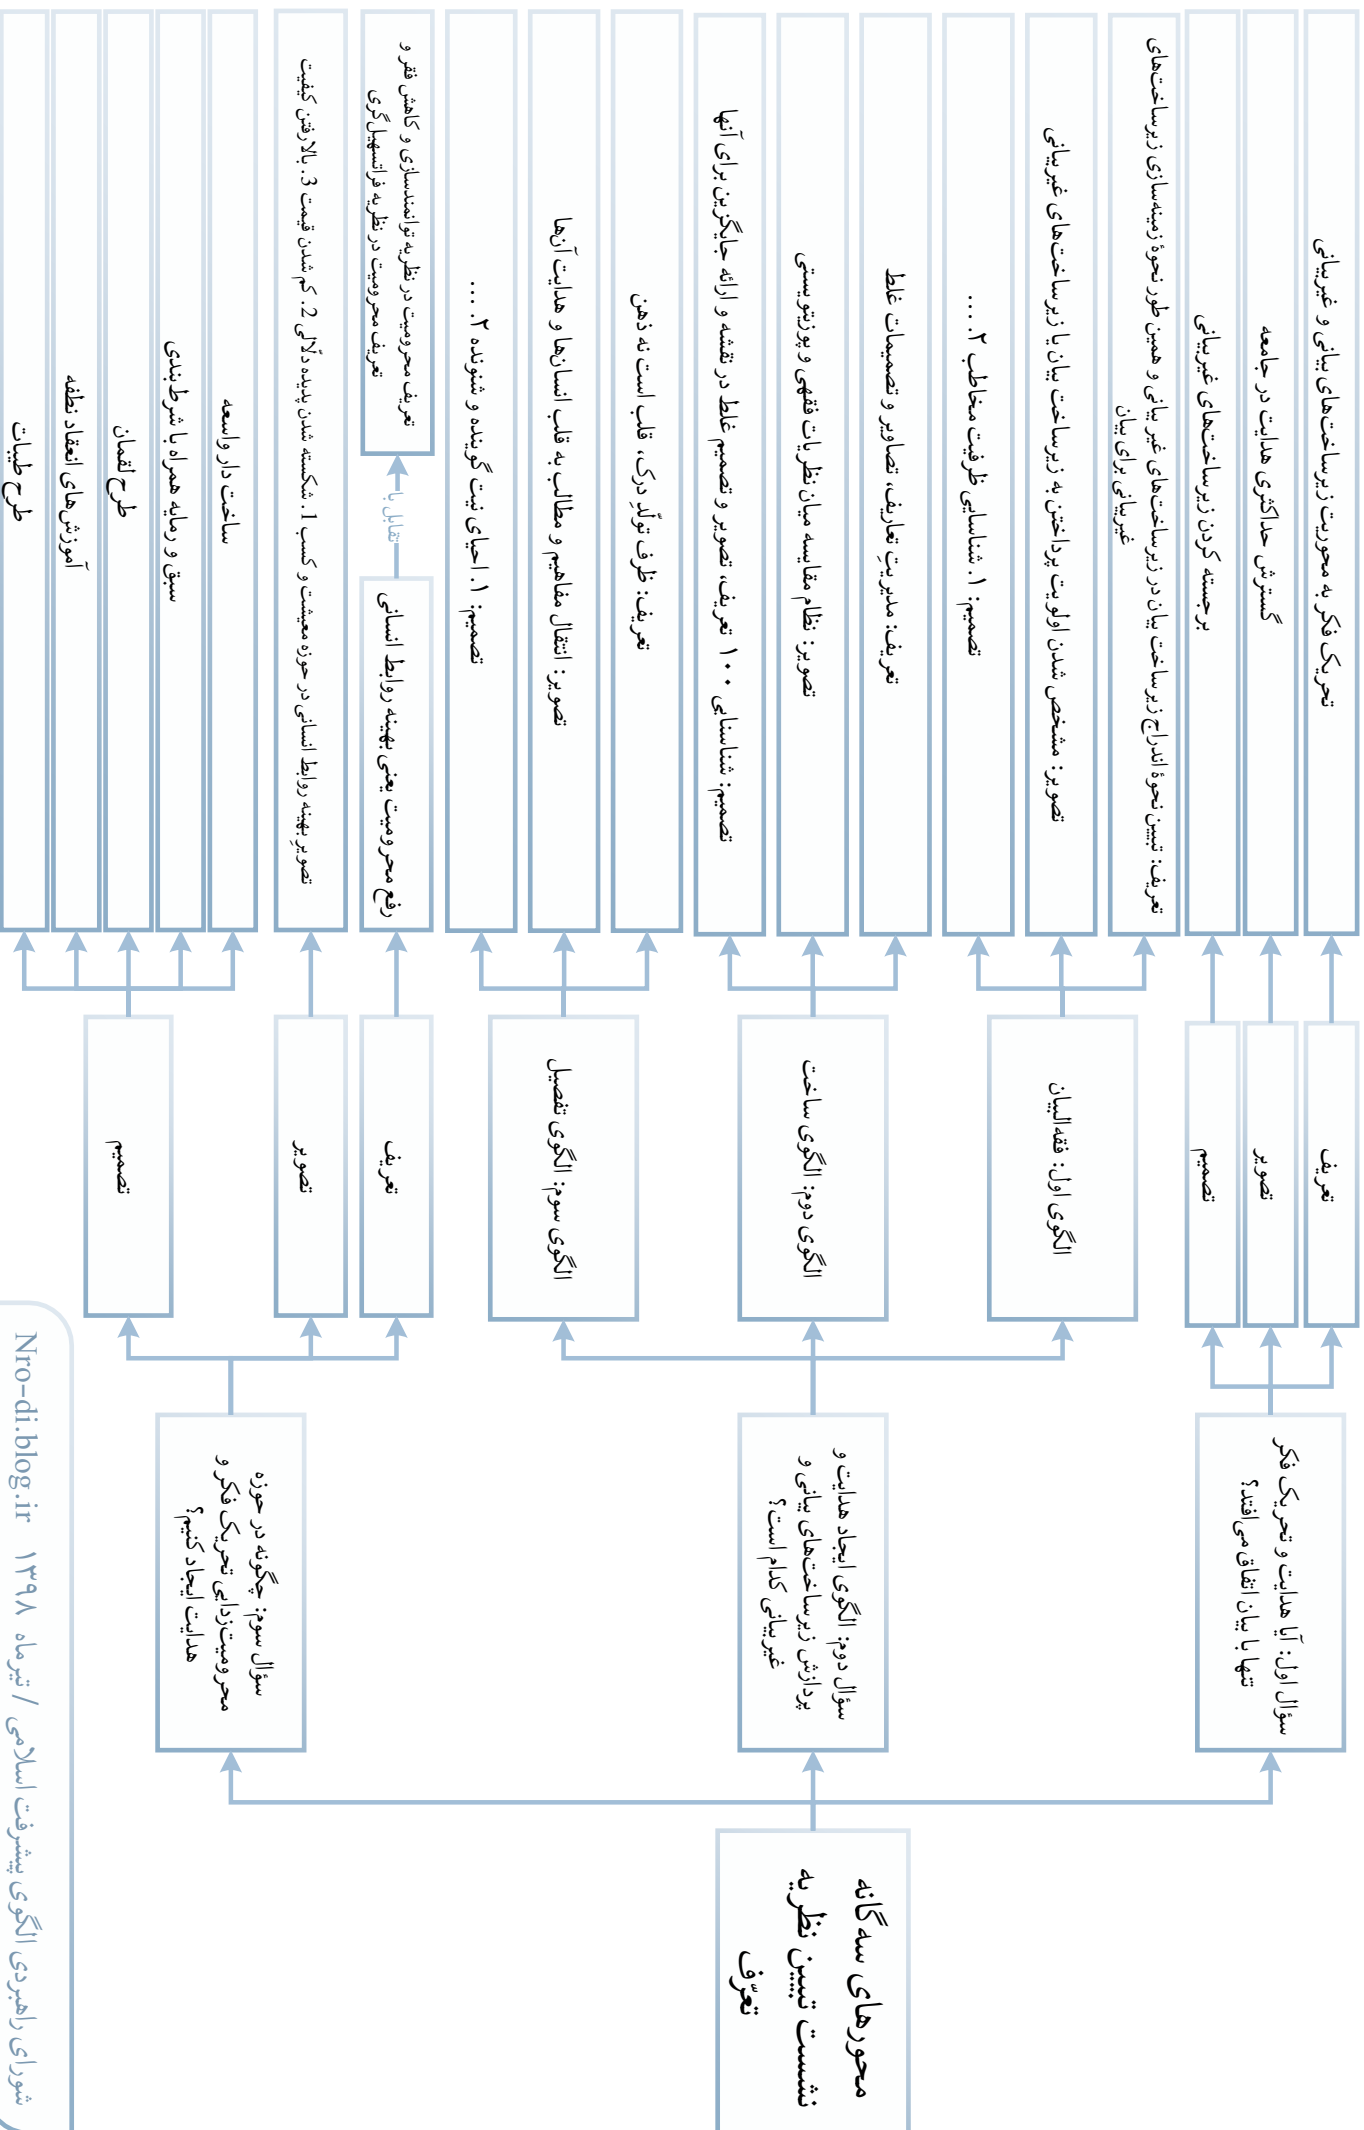 محورهای سه‌گانه
نشست تبیین نظریه
تعرّف
سؤال اول: آیا هدایت و تحریک فکر
تنها با بیان اتفاق می‌افتد؟
تعریف
تحریک فکر به محوریت زیرساخت‌های بیانی و غیربیانی
تصویر
گسترش حداکثری هدایت در جامعه
تصمیم
برجسته کردن زیرساخت‌های غیربیانی
سؤال دوم: الگوی ایجاد هدایت و
پردازش زیرساخت‌های بیانی و
غیربیانی کدام است؟
الگوی اول: فقه‌البیان
تعریف: تبیین نحوهٔ اندراج زیرساخت بیان در زیرساخت‌های غیر بیانی و همین طور نحوهٔ زمینه‌سازی زیرساخت‌های
غیربیانی برای بیان
تصویر: مشخص شدن اولویت پرداختن به زیرساخت بیان یا زیرساخت‌های غیربیانی
تصمیم: ۱. شناسایی ظرفیت مخاطب ۲. ...
الگوی دوم: الگوی ساخت
تعریف: مدیریتِ تعاریف، تصاویر و تصمیمات غلط
تصویر: نظام مقایسه میان نظریات فقهی و پوزیتویستی
تصمیم: شناسایی ۱۰۰ تعریف، تصویر و تصمیم غلط در نقشه و ارائه جایگزین برای آنها
الگوی سوم: الگوی تفصیل
تعریف: ظرف تولّدِ درک، قلب است نه ذهن
تصویر: انتقال مفاهیم و مطالب به قلب انسان‌ها و هدایت آن‌ها
تصمیم: ۱. احیای نیت گوینده و شنونده ۲. ...
سؤال سوم: چگونه در حوزه
محرومیت‌زدایی تحریک فکر و
هدایت ایجاد کنیم؟
تعریف
رفع محرومیت یعنی بهینه روابط انسانی
تقابل با
تعریف محرومیت در نظریه توانمندسازی و کاهش فقر و
تعریف محرومیت در نظریه فراتسهیل‌گری
تصویر
تصویرِ بهینه روابط انسانی در حوزه معیشت و کسب 1. شکسته شدن پدیده دلّالی 2. کم شدن قیمت 3. بالا رفتن کیفیت
تصمیم
ساخت دار واسعه
سبق و رمایه همراه با شرط‌بندی
طرح لقمان
آموزش‌های انعقاد نطفه
طرح طیبات
شورای راهبردی الگوی پیشرفت اسلامی / تیر ماه ۱۳۹۸ Nro-di.blog.ir